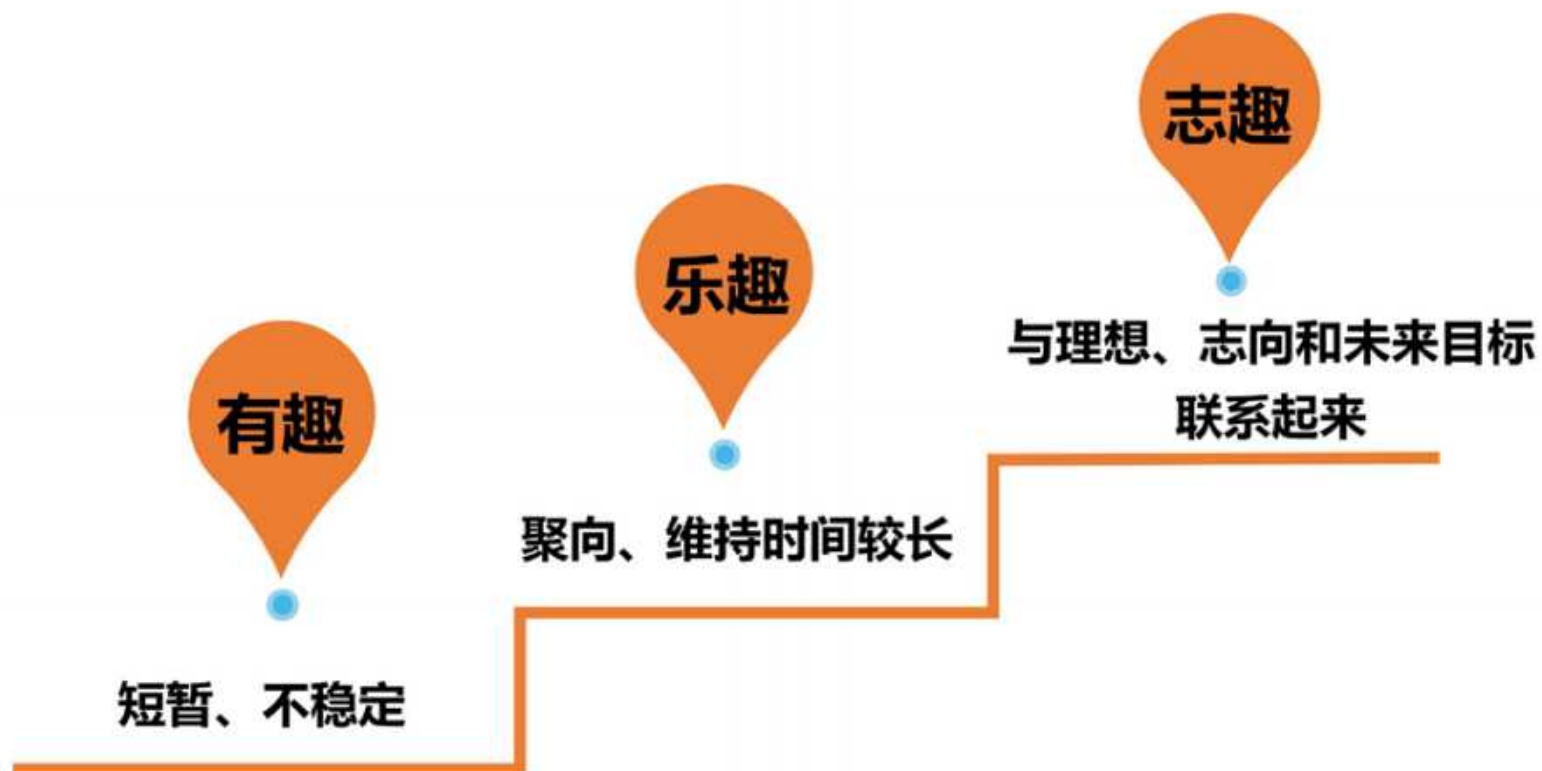 志趣
与理想、志向和未来目标
联系起来
乐趣
聚向、维持时间较长
有趣
短暂、不稳定